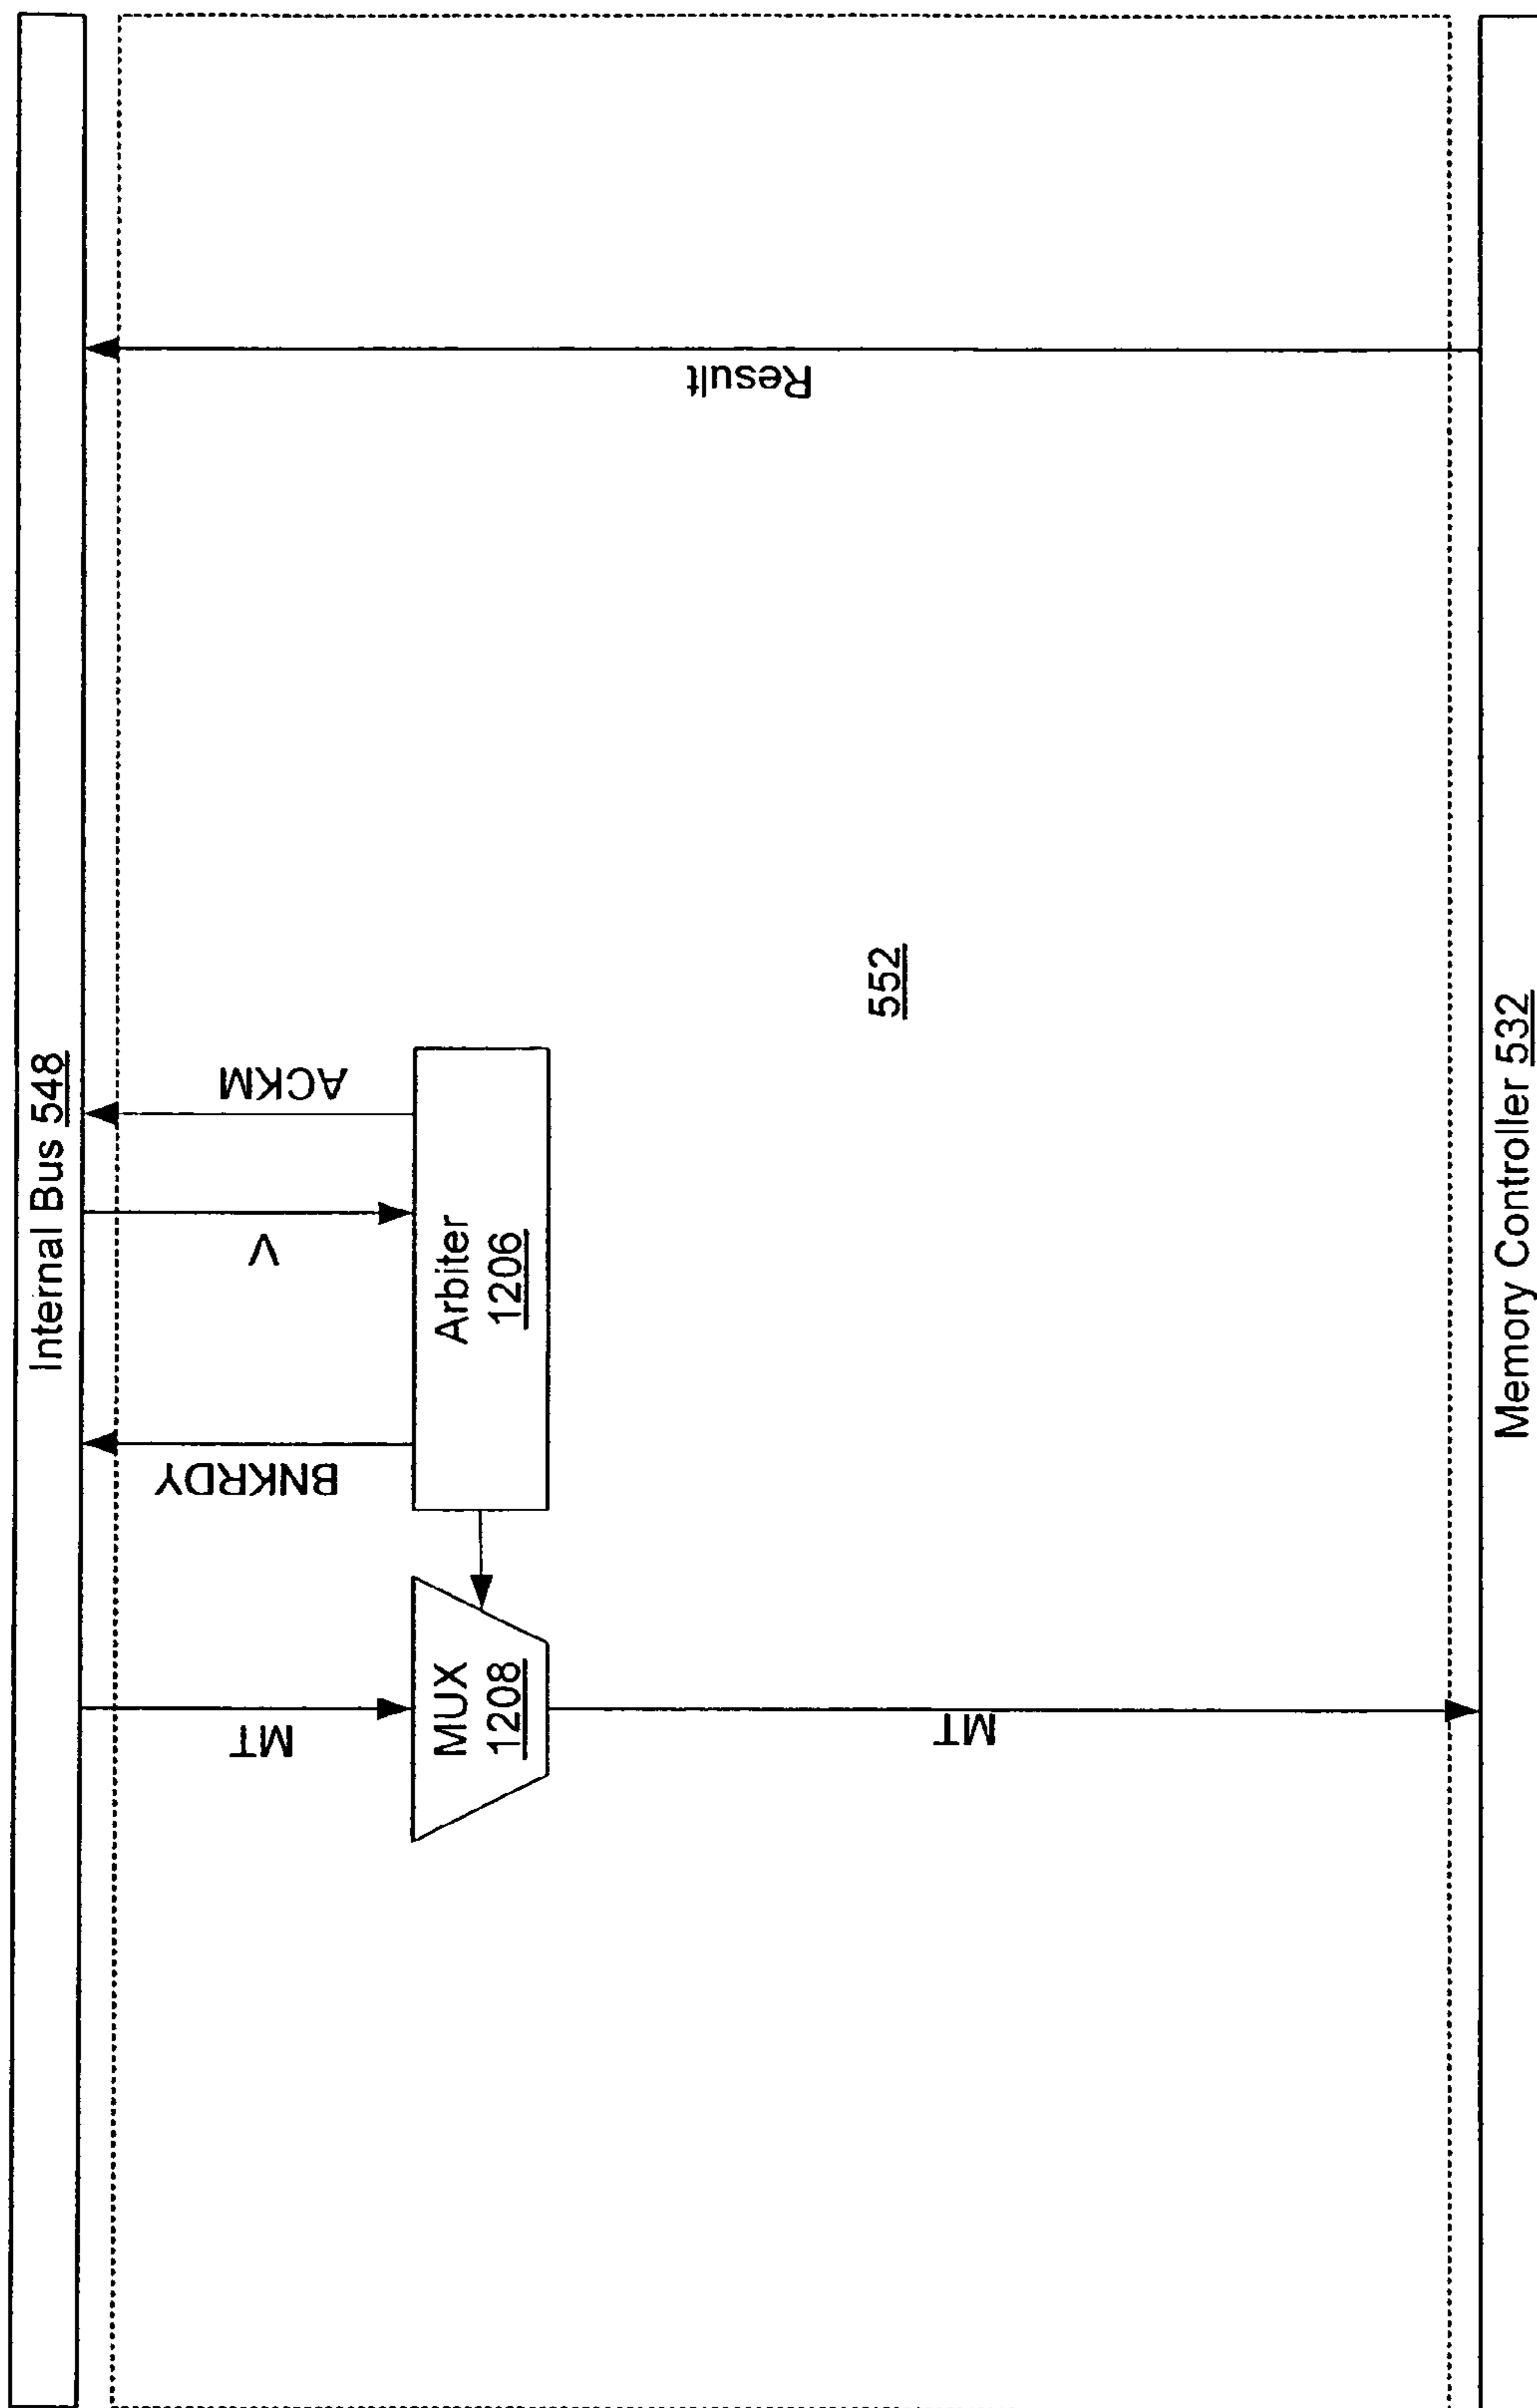 Internal Bus 548
MT
BNKRDY
V
ACKM
MUX
1208
Arbiter
1206
MT
552
Result
Memory Controller 532